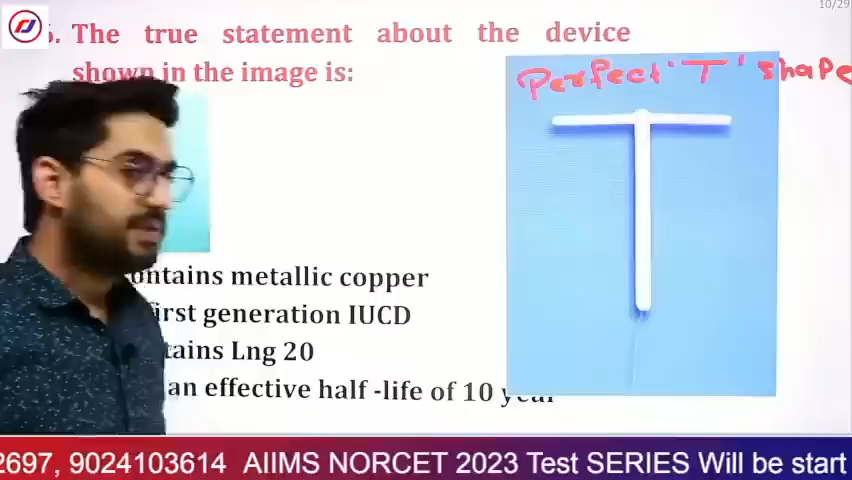 10/29
6. The true statement about the device
shown in the image is:
Perfect 'T' shape
ontains metallic copper
irst generation IUCD
tains Lng 20
an effective half -life of 10 year
2697, 9024103614 AIIMS NORCET 2023 Test SERIES Will be start